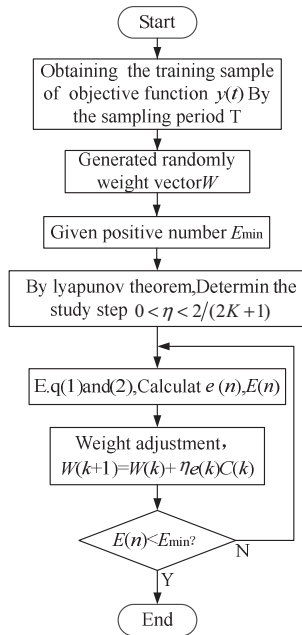 Start
Obtaining the training sample
of objective function y(t) By
the sampling period T
Generated randomly
weight vectorW
Given positive number Emin
By lyapunov theorem,Determin the
study step 0<η<2/(2K+1)
E.q(1)and(2),Calculat e(n),E(n)
Weight adjustment,
W(k+1)=W(k)+ηe(k)C(k)
E(n)<Emin?
N
Y
End